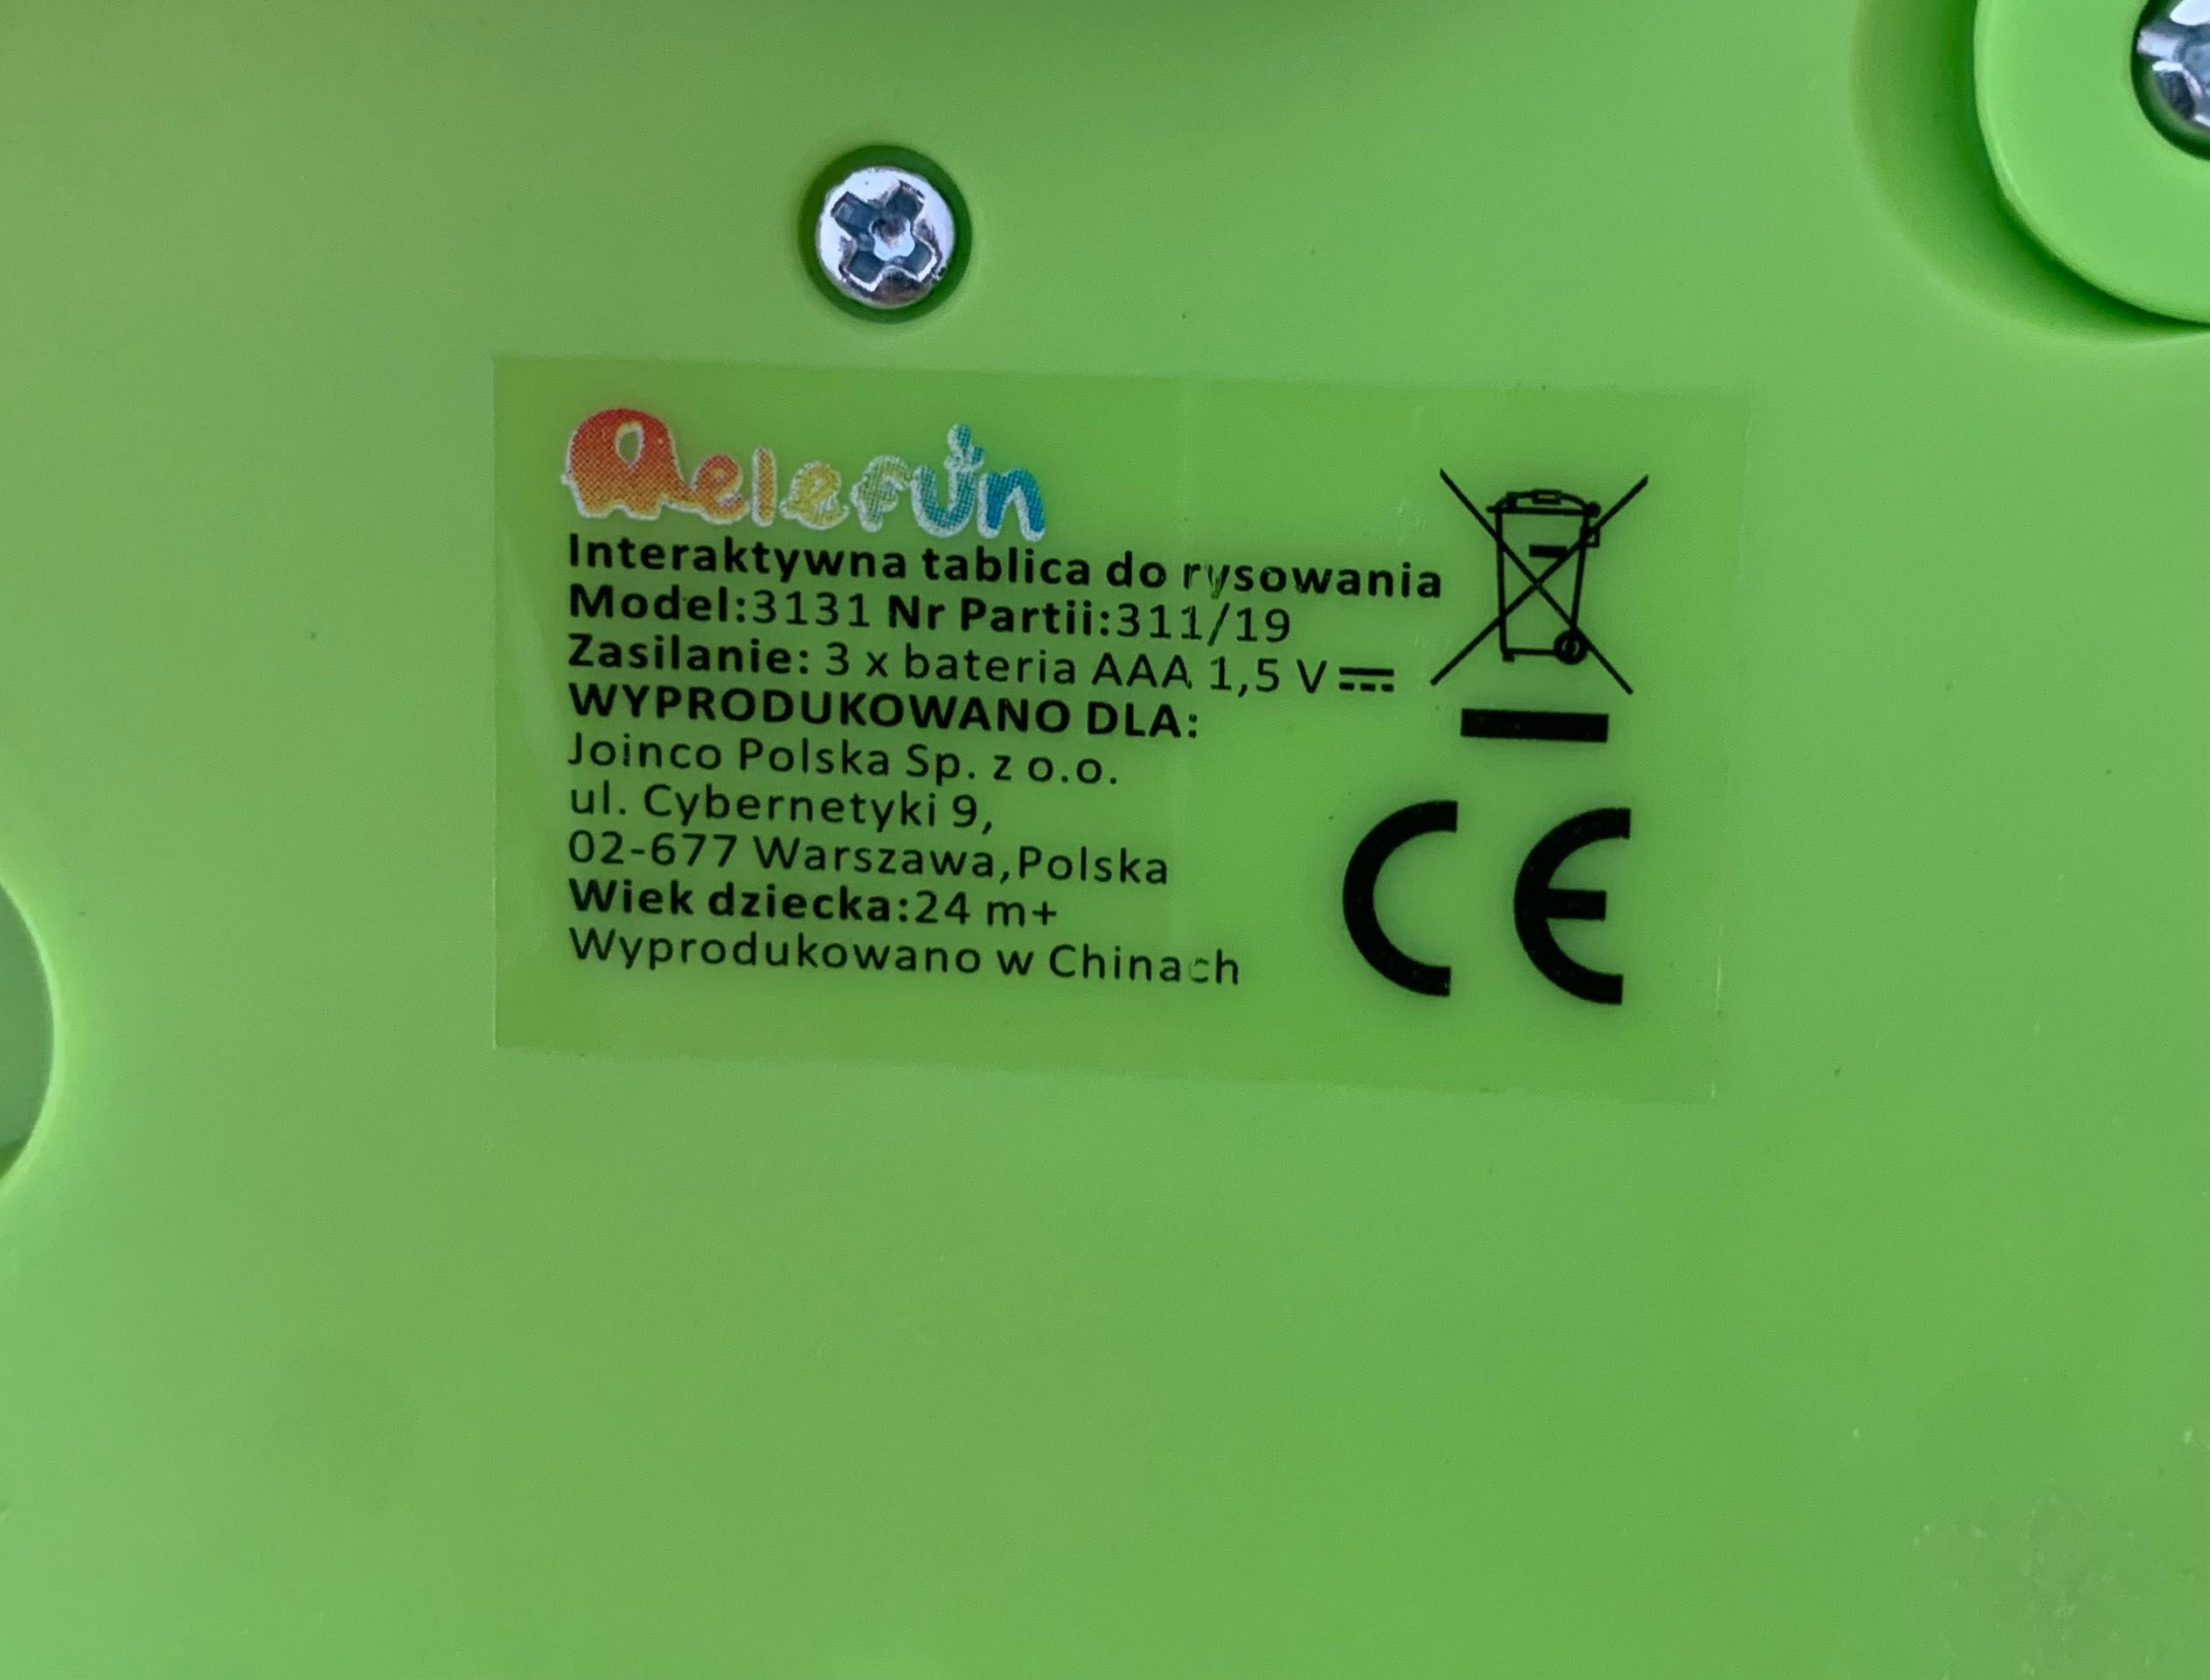 elefun
Interaktywna tablica do rysowania
Model:3131 Nr Partii:311/19
Zasilanie: 3 x bateria AAA 1,5 V
WYPRODUKOWANO DLA:
Joinco Polska Sp. z o.o.
ul. Cybernetyki 9,
02-677 Warszawa,Polska
Wiek dziecka:24 m+
Wyprodukowano w Chinach
CE